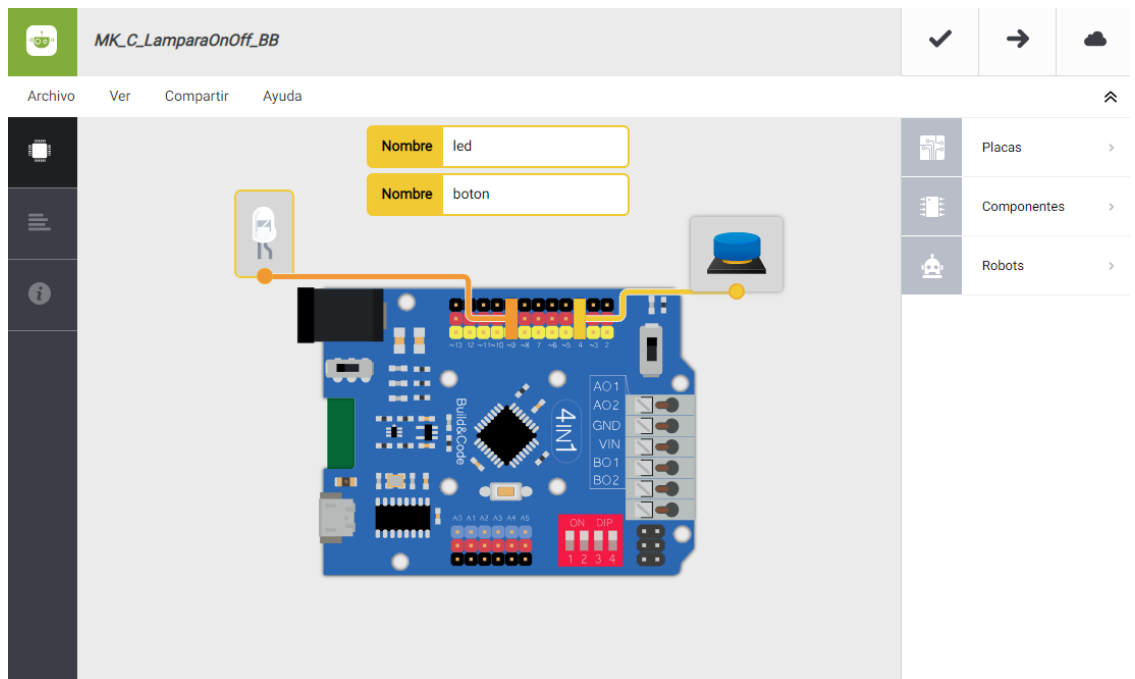 MK_C_LamparaOnOff_BB
Archivo Ver Compartir Ayuda
Nombre led
Nombre boton
Placas
Componentes
Robots
~13 12 ~11 ~10 ~9 ~8 7 ~6 ~5 4 ~3 2
AO1
AO2
GND
VIN
BO1
BO2
Build&Code
4IN1
A0 A1 A2 A3 A4 A5
ON DIP
1 2 3 4